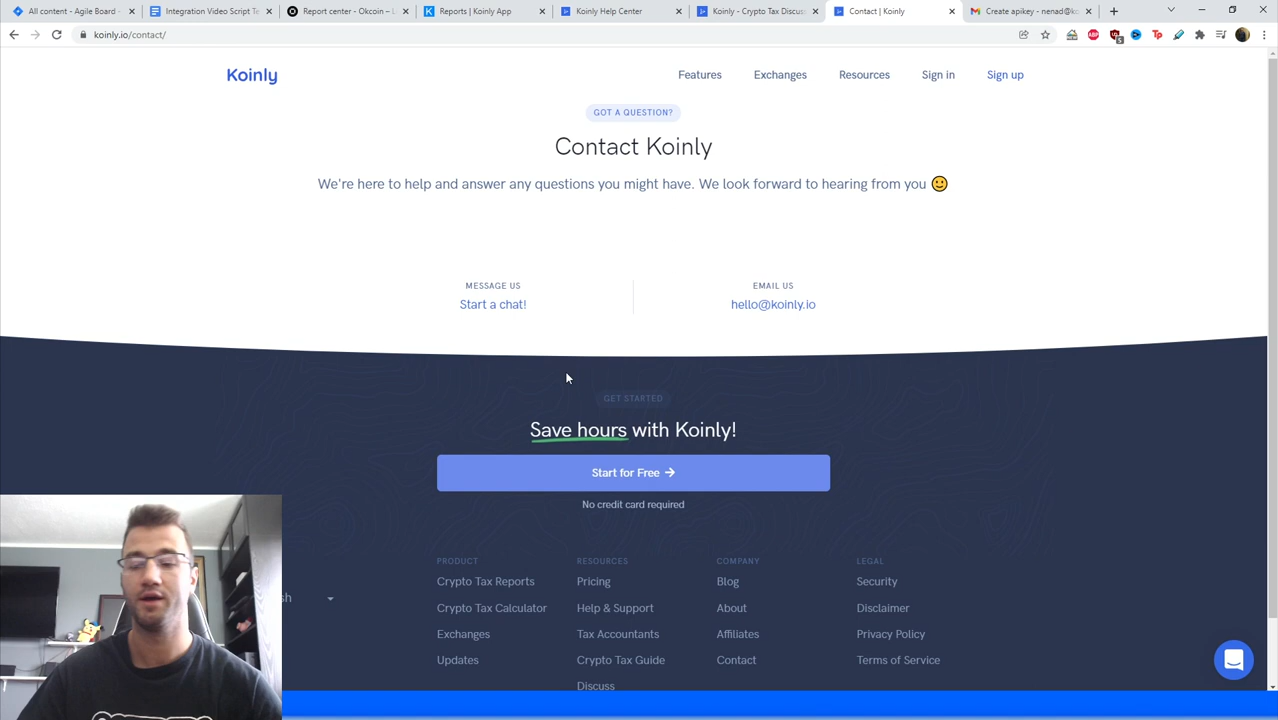 All content - Agile Board -
Integration Video Script Te
Report center - Okcoin – L
Reports | Koinly App
Koinly Help Center
Koinly - Crypto Tax Discus
Contact | Koinly
Create apikey - nenad@ko
koinly.io/contact/
Koinly
Features
Exchanges
Resources
Sign in
Sign up
GOT A QUESTION?
Contact Koinly
We're here to help and answer any questions you might have. We look forward to hearing from you
MESSAGE US
Start a chat!
EMAIL US
hello@koinly.io
GET STARTED
Save hours with Koinly!
Start for Free
No credit card required
sh
PRODUCT
Crypto Tax Reports
Crypto Tax Calculator
Exchanges
Updates
RESOURCES
Pricing
Help & Support
Tax Accountants
Crypto Tax Guide
Discuss
COMPANY
Blog
About
Affiliates
Contact
LEGAL
Security
Disclaimer
Privacy Policy
Terms of Service